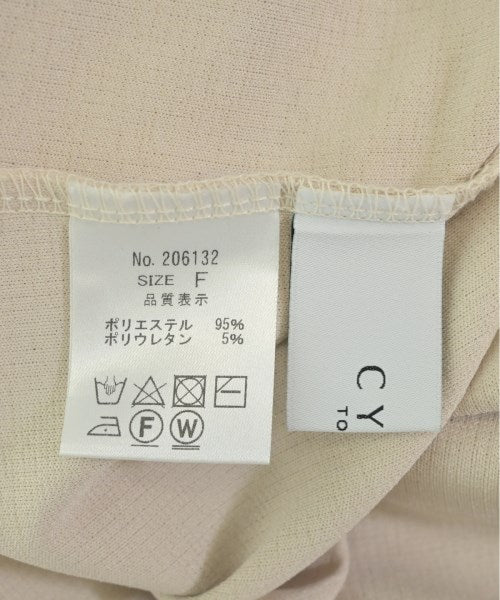 No. 206132
SIZE F
品質表示
ポリエステル 95%
ポリウレタン 5%
F W
CY
TO